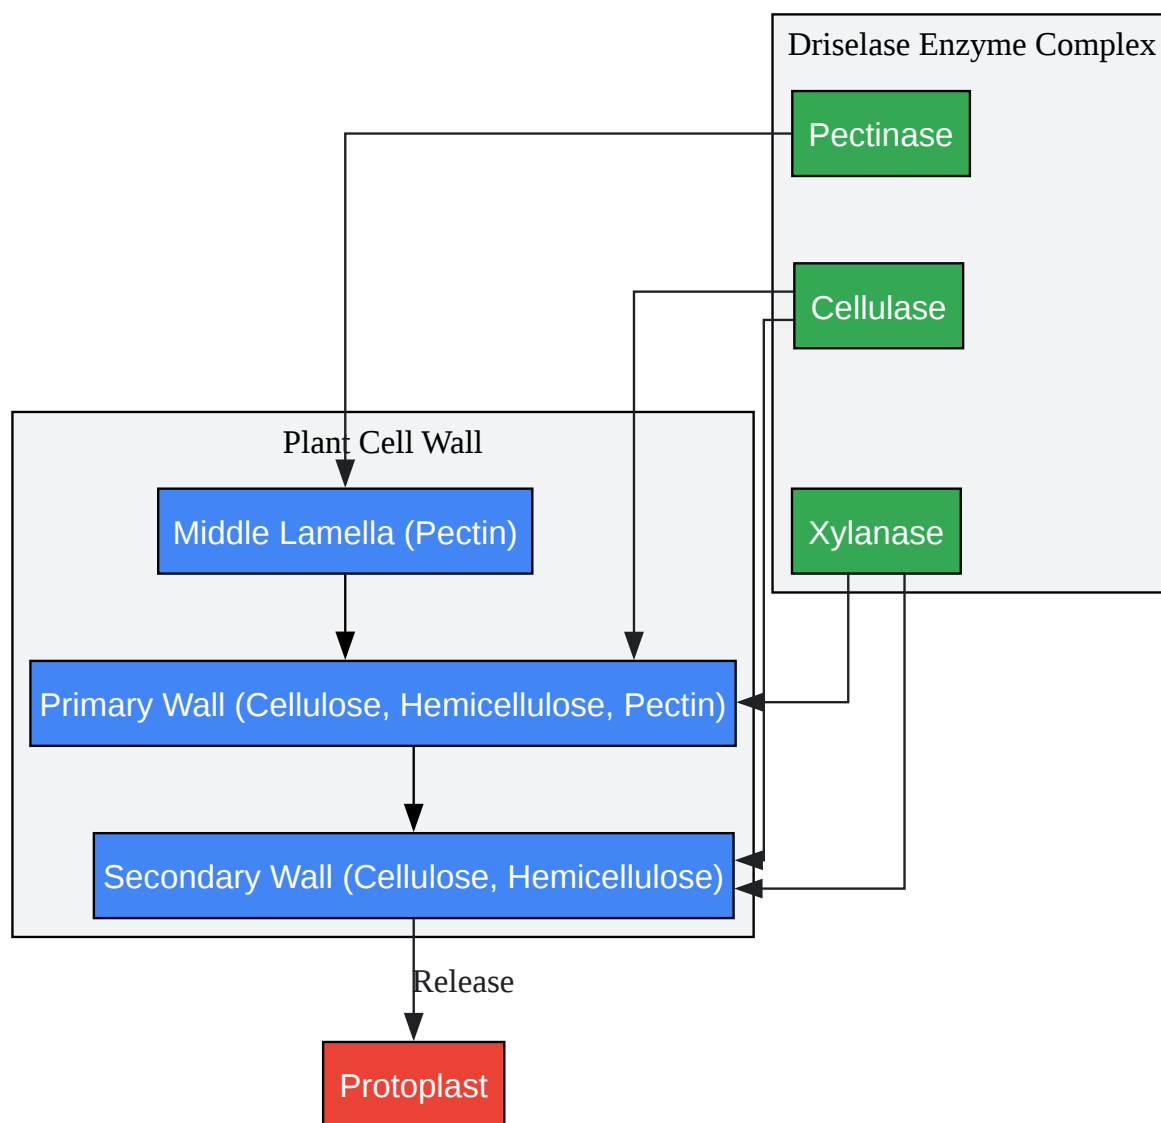 Driselase Enzyme Complex
Pectinase
Cellulase
Plant Cell Wall
Middle Lamella (Pectin)
Xylanase
Primary Wall (Cellulose, Hemicellulose, Pectin)
Secondary Wall (Cellulose, Hemicellulose)
Release
Protoplast